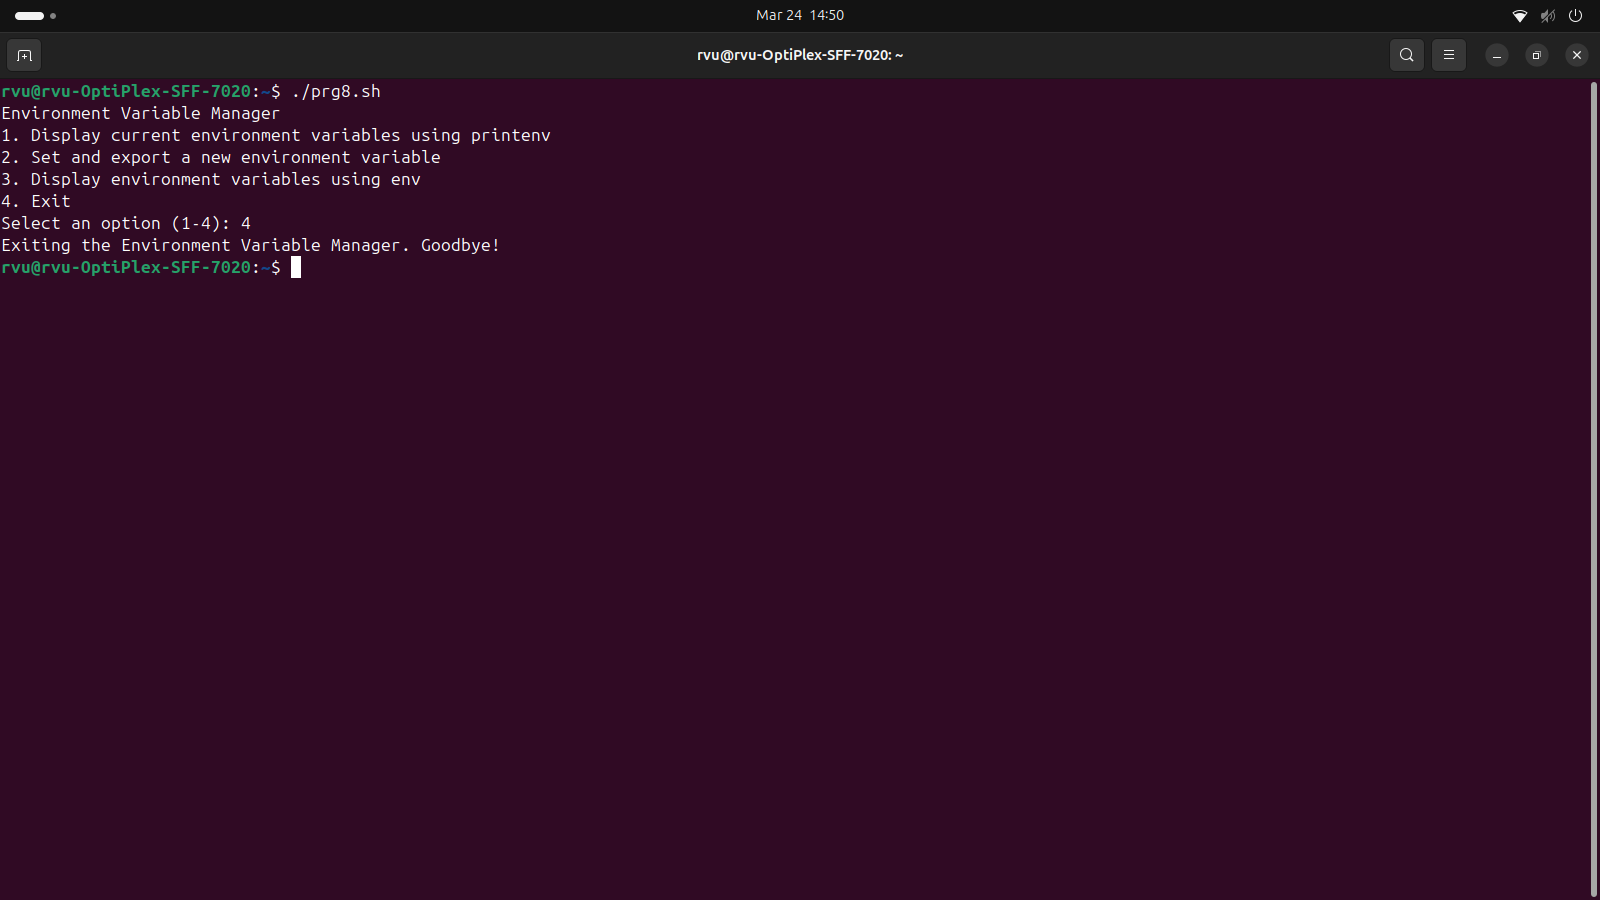 Mar 24 14:50
rvu@rvu-OptiPlex-SFF-7020: ~
rvu@rvu-OptiPlex-SFF-7020:~$ ./prg8.sh
Environment Variable Manager
1. Display current environment variables using printenv
2. Set and export a new environment variable
3. Display environment variables using env
4. Exit
Select an option (1-4): 4
Exiting the Environment Variable Manager. Goodbye!
rvu@rvu-OptiPlex-SFF-7020:~$